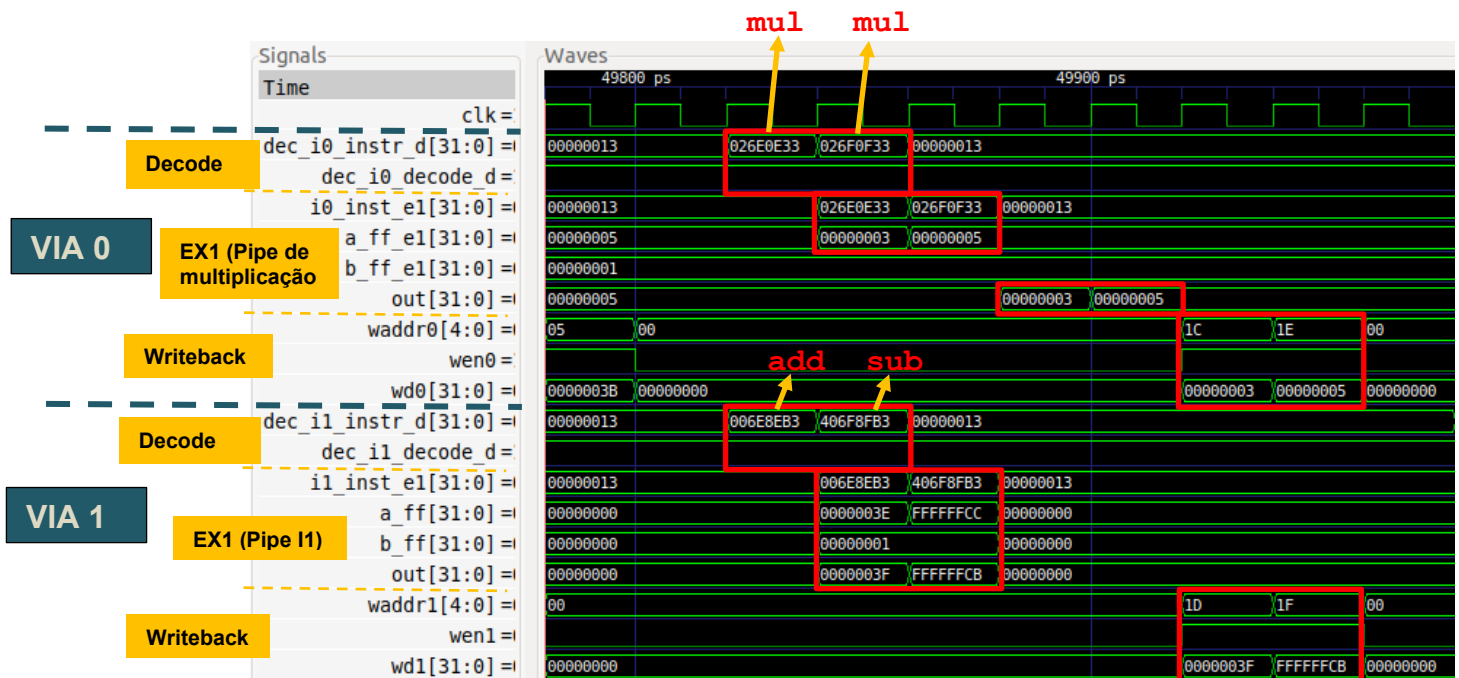 mul mul
Signals
Waves
Time
49800 ps 49900 ps
clk=
Decode
dec_i0_instr_d[31:0] = 00000013 026E0E33 026F0F33 00000013
dec_i0_decode_d=
VIA 0
EX1 (Pipe de
multiplicação
i0_inst_e1[31:0] = 00000013 026E0E33 026F0F33 00000013
a_ff_e1[31:0] = 00000005 00000003 00000005
b_ff_e1[31:0] = 00000001
out[31:0] = 00000005 00000003 00000005
Writeback
waddr0[4:0] = 05 00 1C 1E 00
wen0=
add sub
wd0[31:0] = 0000003B 00000000 00000003 00000005 00000000
Decode
dec_i1_instr_d[31:0] = 00000013 006E8EB3 406F8FB3 00000013
dec_i1_decode_d=
VIA 1
EX1 (Pipe I1)
i1_inst_e1[31:0] = 00000013 006E8EB3 406F8FB3 00000013
a_ff[31:0] = 00000000 0000003E FFFFFFCC 00000000
b_ff[31:0] = 00000000 00000001 00000000
out[31:0] = 00000000 0000003F FFFFFFCB 00000000
Writeback
waddr1[4:0] = 00 1D 1F 00
wen1=
wd1[31:0] = 00000000 0000003F FFFFFFCB 00000000